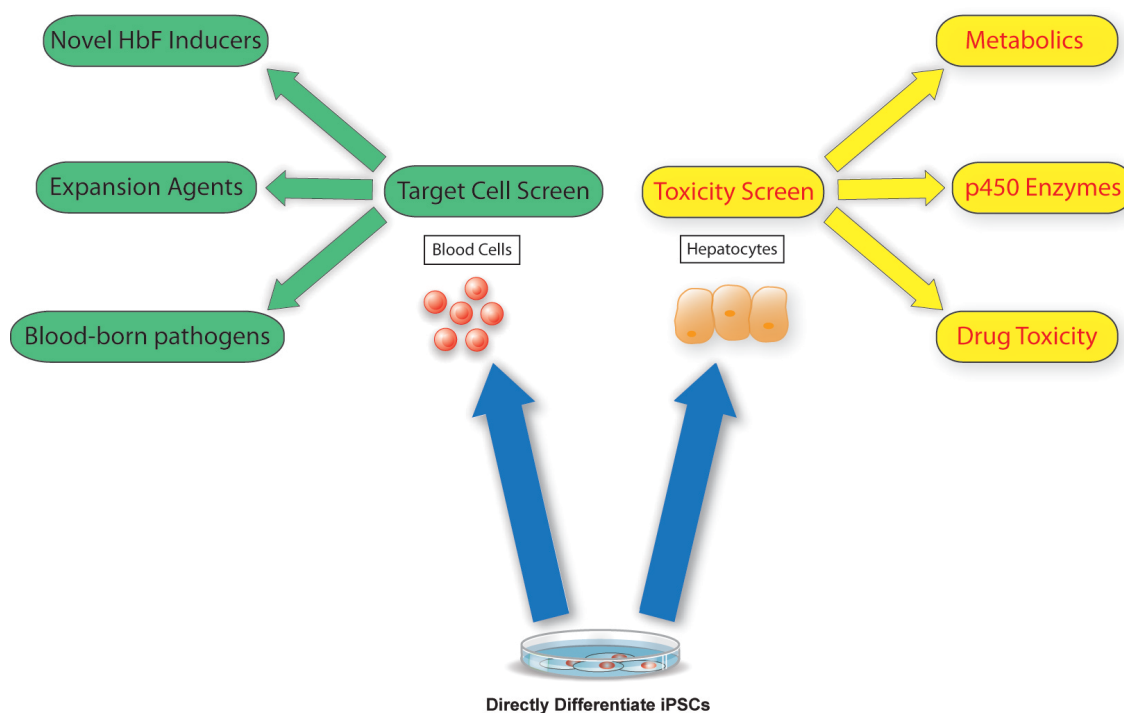 Novel HbF Inducers
Metabolics
Expansion Agents
Target Cell Screen
Toxicity Screen
p450 Enzymes
Blood Cells
Hepatocytes
Blood-born pathogens
Drug Toxicity
Directly Differentiate iPSCs